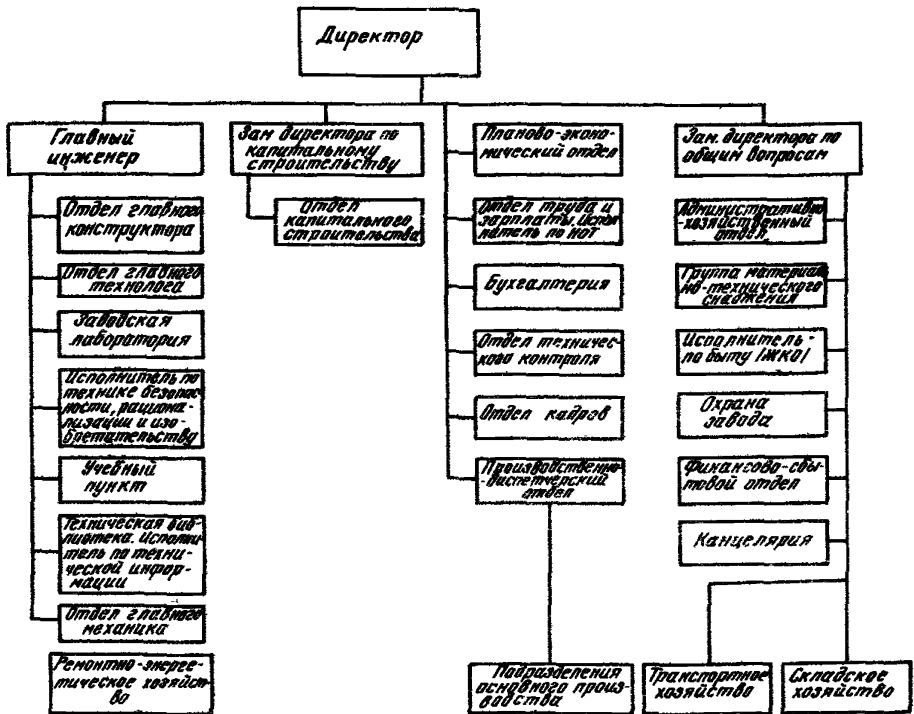 Директор
Главный
инженер
Зам директора по
капитальному
строительству
Планово-эконо-
мический отдел
Зам. директора по
общим вопросам
Отдел главного
конструктора
Отдел главного
технолога
Заводская
лаборатория
Исполнитель по
технике безопас-
ности, рациона-
лизации и изо-
бретательству
Учебный
пункт
Техническая биб-
лиотека. Исполни-
тель по техни-
ческой инфор-
мации
Отдел главного
механика
Ремонтно-энерге-
тическое хозяйст-
во
Отдел
капитального
строительства
Отдел труда и
зарплаты. Испол-
нитель по НОТ
Бухгалтерия
Отдел техничес-
кого контроля
Отдел кадров
Производственно-
-диспетчерский
отдел
Подразделения
основного произ-
водства
Административно
-хозяйственный
отдел
Группа материаль
но-технического
снабжения
Исполнитель-
по быту /ЖКО/
Охрана
завода
Финансово-сбы-
товой отдел
Канцелярия
Транспортное
хозяйство
Складское
хозяйство